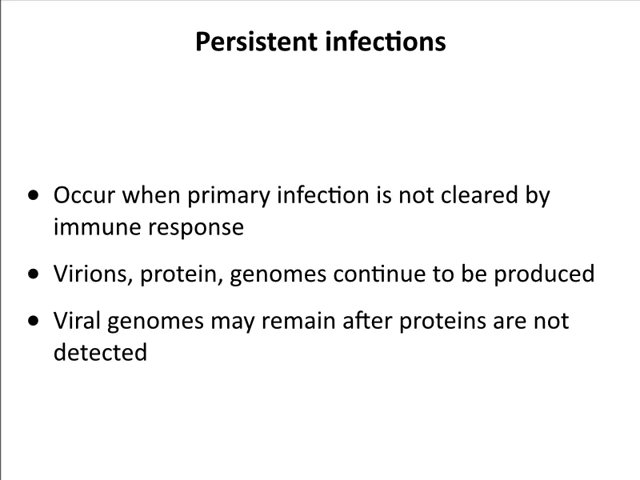 Persistent infections
• Occur when primary infection is not cleared by
immune response
• Virions, protein, genomes continue to be produced
• Viral genomes may remain after proteins are not
detected